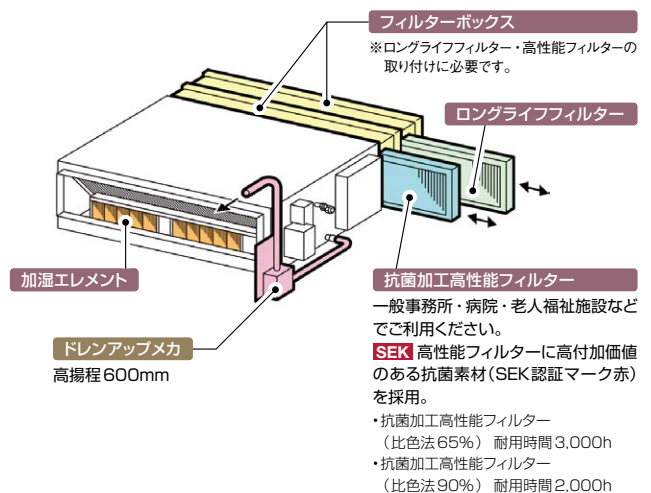 フィルターボックス
※ロングライフフィルター・高性能フィルターの
取り付けに必要です。
ロングライフフィルター
加湿エレメント
ドレンアップメカ
高揚程600mm
抗菌加工高性能フィルター
一般事務所・病院・老人福祉施設など
でご利用ください。
SEK 高性能フィルターに高付加価値
のある抗菌素材(SEK認証マーク赤)
を採用。
・抗菌加工高性能フィルター
(比色法65%) 耐用時間3,000h
・抗菌加工高性能フィルター
(比色法90%) 耐用時間2,000h